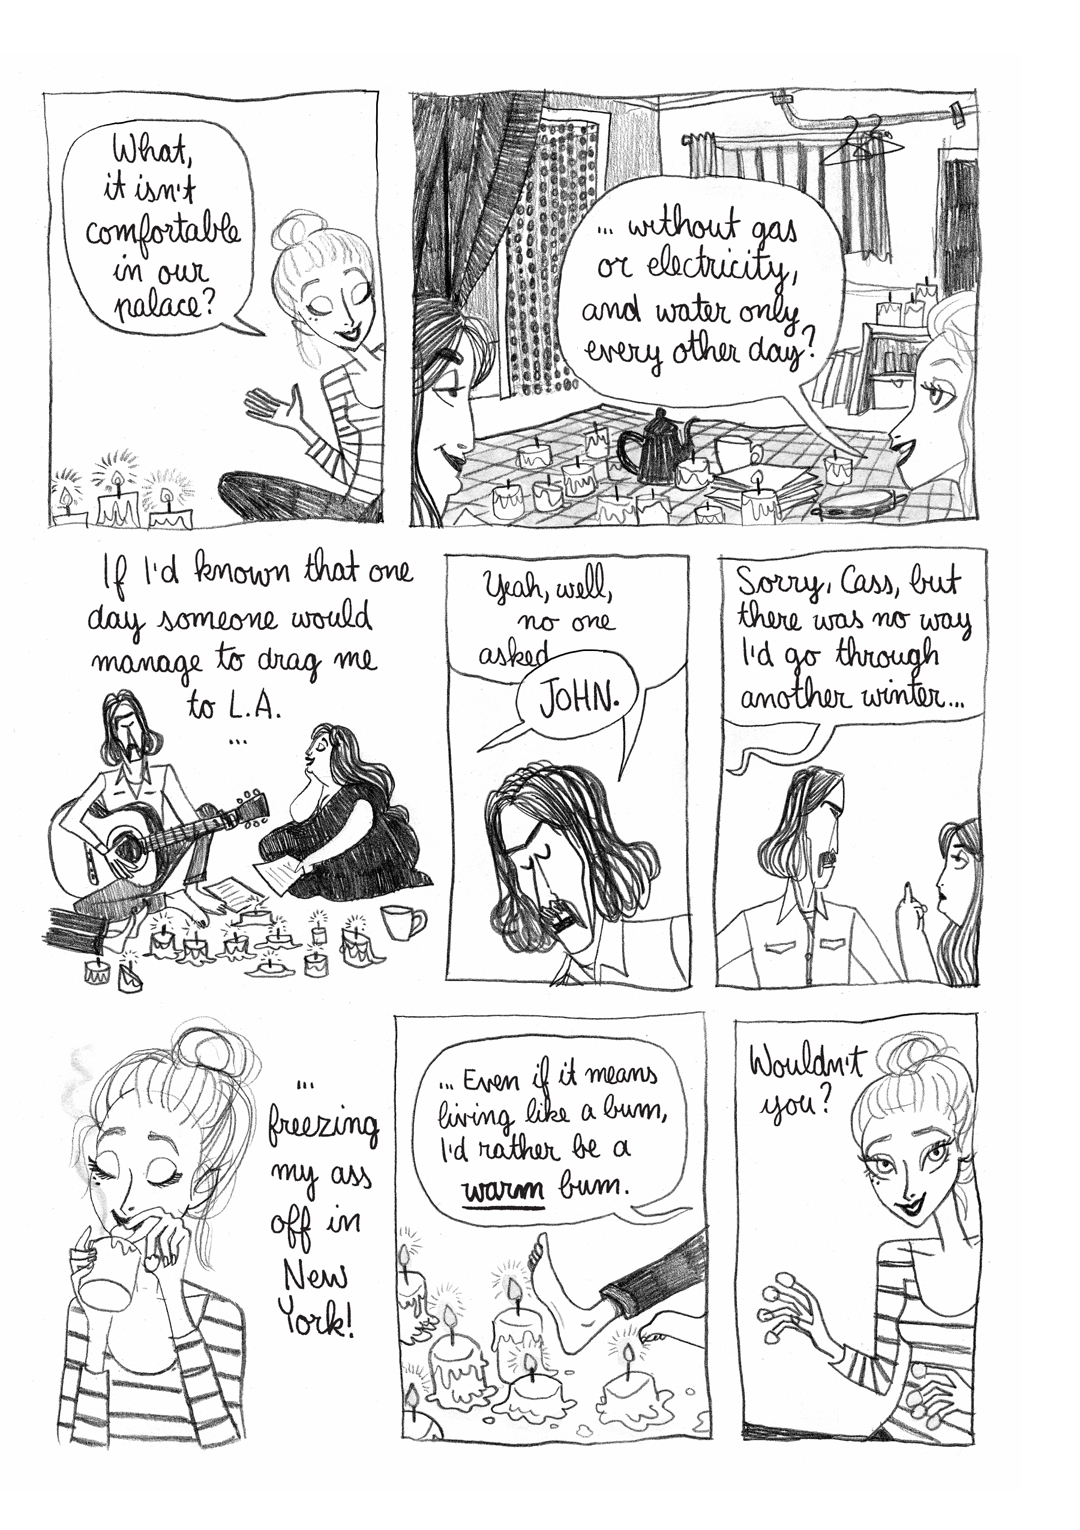 What,
it isn't
comfortable
in our
palace?
... without gas
or electricity,
and water only
every other day?
If I'd known that one
day someone would
manage to drag me
to L.A.
...
Yeah, well,
no one
asked
JOHN.
Sorry, Cass, but
there was no way
I'd go through
another winter...
...
freezing
my ass
off in
New
York!
... Even if it means
living like a bum,
I'd rather be a
warm bum.
Wouldn't
you?